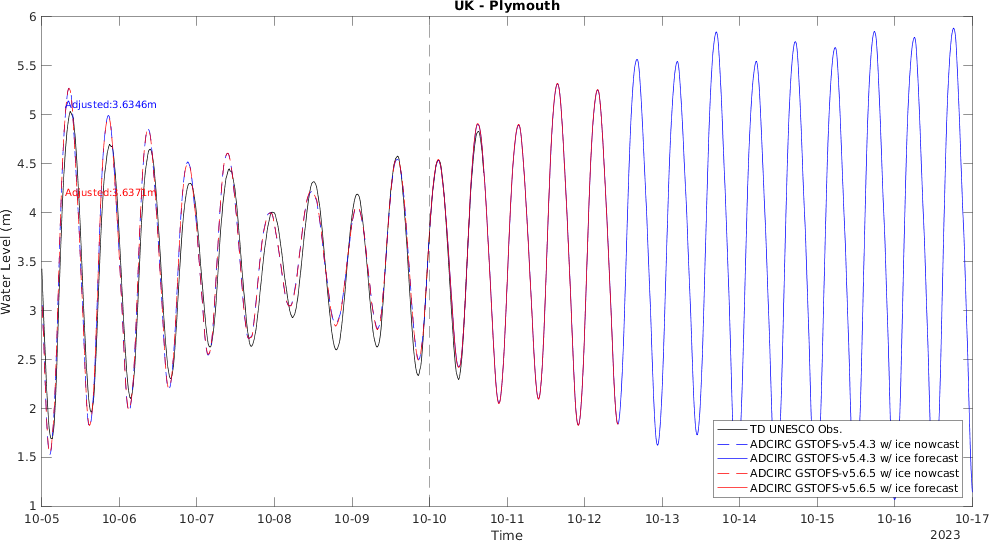 UK - Plymouth
Water Level (m)
6
5.5
5
4.5
4
3.5
3
2.5
2
1.5
1
Adjusted:3.6346m
Adjusted:3.6371m
TD UNESCO Obs.
ADCIRC GSTOFS-v5.4.3 w/ ice nowcast
ADCIRC GSTOFS-v5.4.3 w/ ice forecast
ADCIRC GSTOFS-v5.6.5 w/ ice nowcast
ADCIRC GSTOFS-v5.6.5 w/ ice forecast
10-05 10-06 10-07 10-08 10-09 10-10 10-11 10-12 10-13 10-14 10-15 10-16 10-17
Time
2023